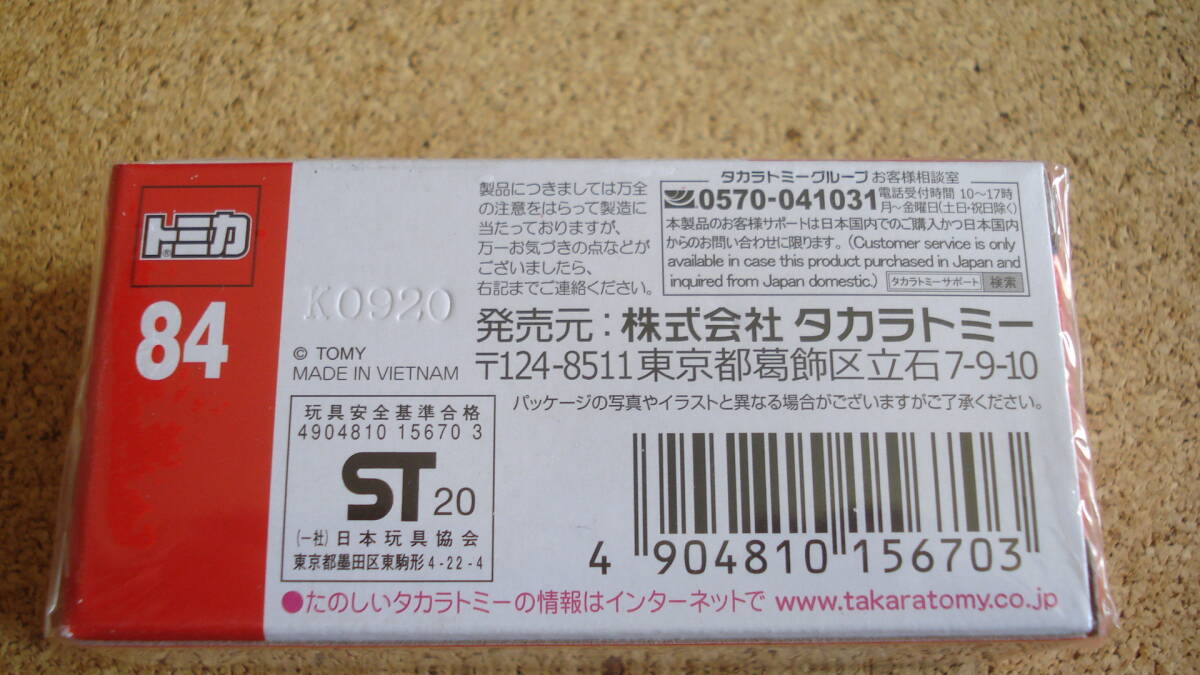 トミカ®
84
K0920
© TOMY
MADE IN VIETNAM
玩具安全基準合格
4904810 15670 3
ST 20
(一社)日本玩具協会
東京都墨田区東駒形4-22-4
製品につきましては万全
の注意をはらって製造に
当たっておりますが、
万一お気づきの点などが
ございましたら、
右記までご連絡ください。
タカラトミーグループ お客様相談室
0570-041031 電話受付時間 10〜17時
月〜金曜日(土日・祝日除く)
本製品のお客様サポートは日本国内でのご購入かつ日本国内
からのお問い合わせに限ります。(Customer service is only
available in case this product purchased in Japan and
inquired from Japan domestic.) タカラトミーサポート 検索
発売元:株式会社 タカラトミー
〒124-8511 東京都葛飾区立石7-9-10
パッケージの写真やイラストと異なる場合がございますがご了承ください。
4 904810 156703
●たのしいタカラトミーの情報はインターネットで www.takaratomy.co.jp